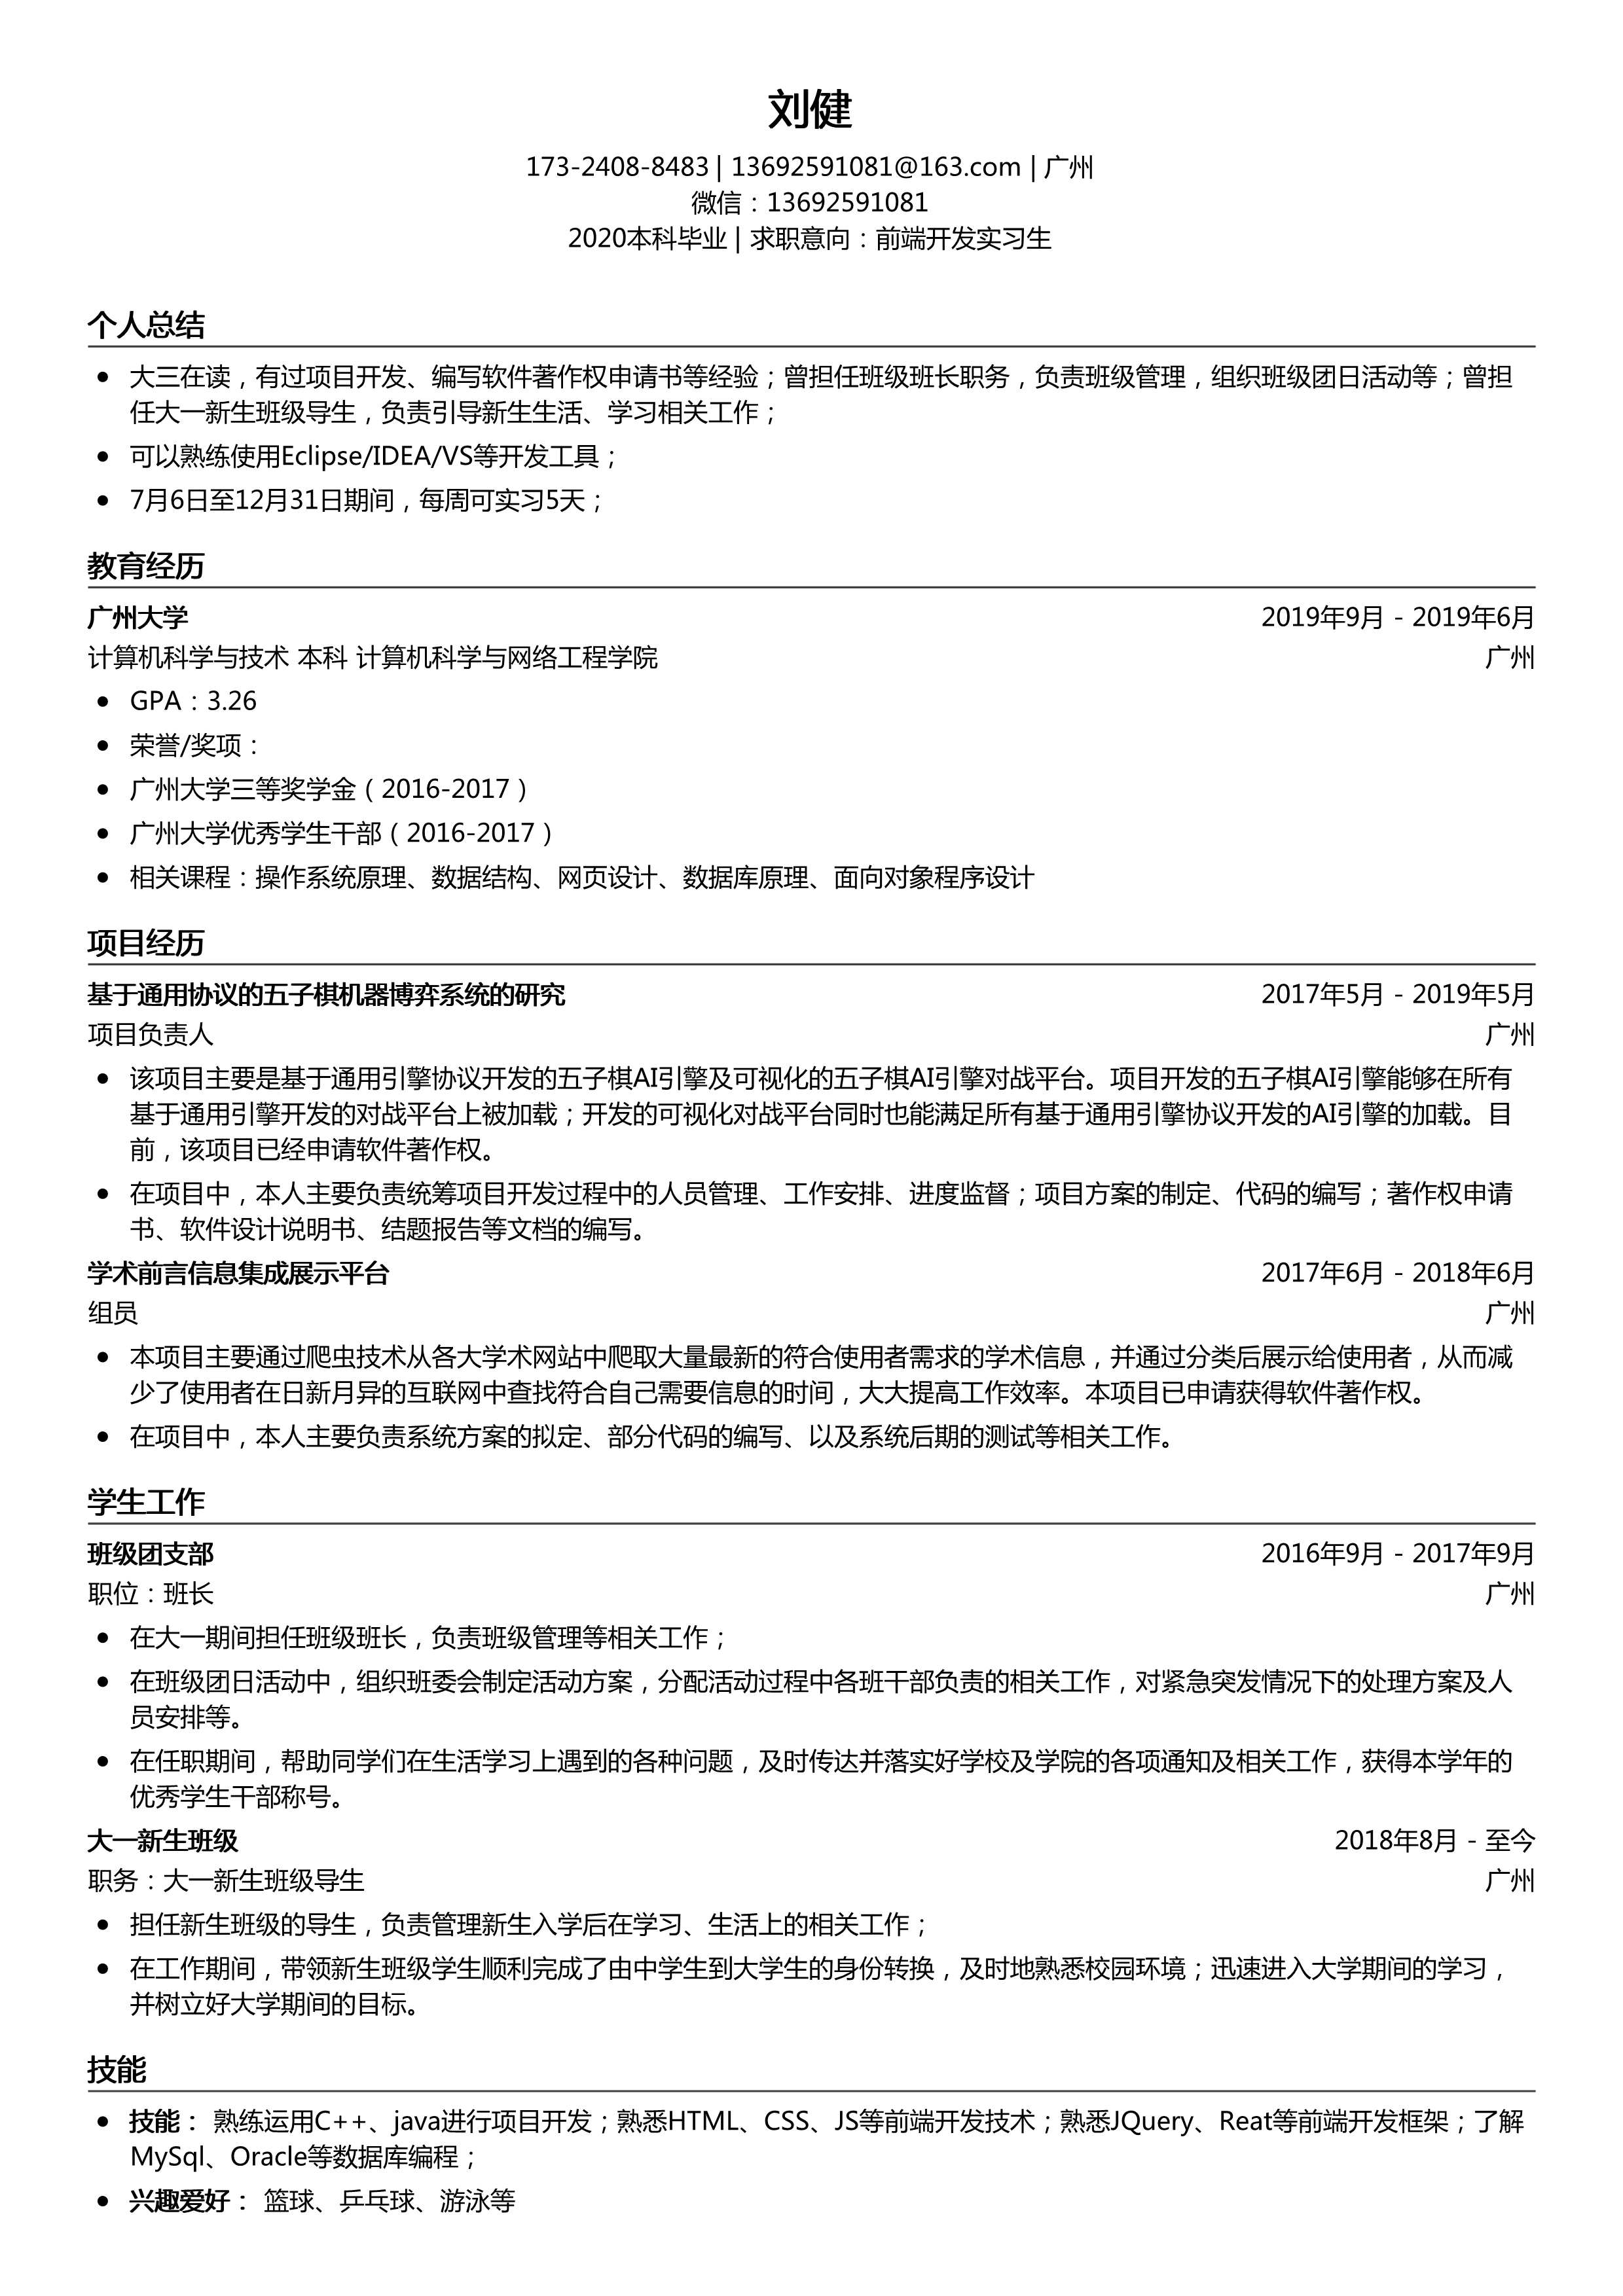 刘健
173-2408-8483 | 13692591081@163.com | 广州
微信：13692591081
2020本科毕业 | 求职意向：前端开发实习生
个人总结
● 大三在读，有过项目开发、编写软件著作权申请书等经验；曾担任班级班长职务，负责班级管理，组织班级团日活动等；曾担
任大一新生班级导生，负责引导新生生活、学习相关工作；
● 可以熟练使用Eclipse/IDEA/VS等开发工具；
● 7月6日至12月31日期间，每周可实习5天；
教育经历
广州大学 2019年9月 - 2019年6月
计算机科学与技术 本科 计算机科学与网络工程学院 广州
● GPA：3.26
● 荣誉/奖项：
● 广州大学三等奖学金（2016-2017）
● 广州大学优秀学生干部（2016-2017）
● 相关课程：操作系统原理、数据结构、网页设计、数据库原理、面向对象程序设计
项目经历
基于通用协议的五子棋机器博弈系统的研究 2017年5月 - 2019年5月
项目负责人 广州
● 该项目主要是基于通用引擎协议开发的五子棋AI引擎及可视化的五子棋AI引擎对战平台。项目开发的五子棋AI引擎能够在所有
基于通用引擎开发的对战平台上被加载；开发的可视化对战平台同时也能满足所有基于通用引擎协议开发的AI引擎的加载。目
前，该项目已经申请软件著作权。
● 在项目中，本人主要负责统筹项目开发过程中的人员管理、工作安排、进度监督；项目方案的制定、代码的编写；著作权申请
书、软件设计说明书、结题报告等文档的编写。
学术前言信息集成展示平台 2017年6月 - 2018年6月
组员 广州
● 本项目主要通过爬虫技术从各大学术网站中爬取大量最新的符合使用者需求的学术信息，并通过分类后展示给使用者，从而减
少了使用者在日新月异的互联网中查找符合自己需要信息的时间，大大提高工作效率。本项目已申请获得软件著作权。
● 在项目中，本人主要负责系统方案的拟定、部分代码的编写、以及系统后期的测试等相关工作。
学生工作
班级团支部 2016年9月 - 2017年9月
职位：班长 广州
● 在大一期间担任班级班长，负责班级管理等相关工作；
● 在班级团日活动中，组织班委会制定活动方案，分配活动过程中各班干部负责的相关工作，对紧急突发情况下的处理方案及人
员安排等。
● 在任职期间，帮助同学们在生活学习上遇到的各种问题，及时传达并落实好学校及学院的各项通知及相关工作，获得本学年的
优秀学生干部称号。
大一新生班级 2018年8月 - 至今
职务：大一新生班级导生 广州
● 担任新生班级的导生，负责管理新生入学后在学习、生活上的相关工作；
● 在工作期间，带领新生班级学生顺利完成了由中学生到大学生的身份转换，及时地熟悉校园环境；迅速进入大学期间的学习，
并树立好大学期间的目标。
技能
● 技能： 熟练运用C++、java进行项目开发；熟悉HTML、CSS、JS等前端开发技术；熟悉JQuery、Reat等前端开发框架；了解
MySql、Oracle等数据库编程；
● 兴趣爱好： 篮球、乒乓球、游泳等